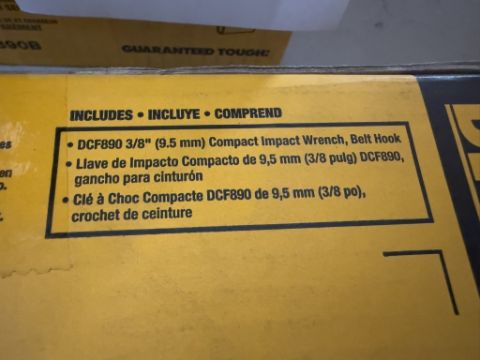 890B
GUARANTEED TOUGH.
INCLUDES • INCLUYE • COMPREND
• DCF890 3/8" (9.5 mm) Compact Impact Wrench, Belt Hook
• Llave de Impacto Compacto de 9,5 mm (3/8 pulg) DCF890,
gancho para cinturón
• Clé à Choc Compacte DCF890 de 9,5 mm (3/8 po),
crochet de ceinture